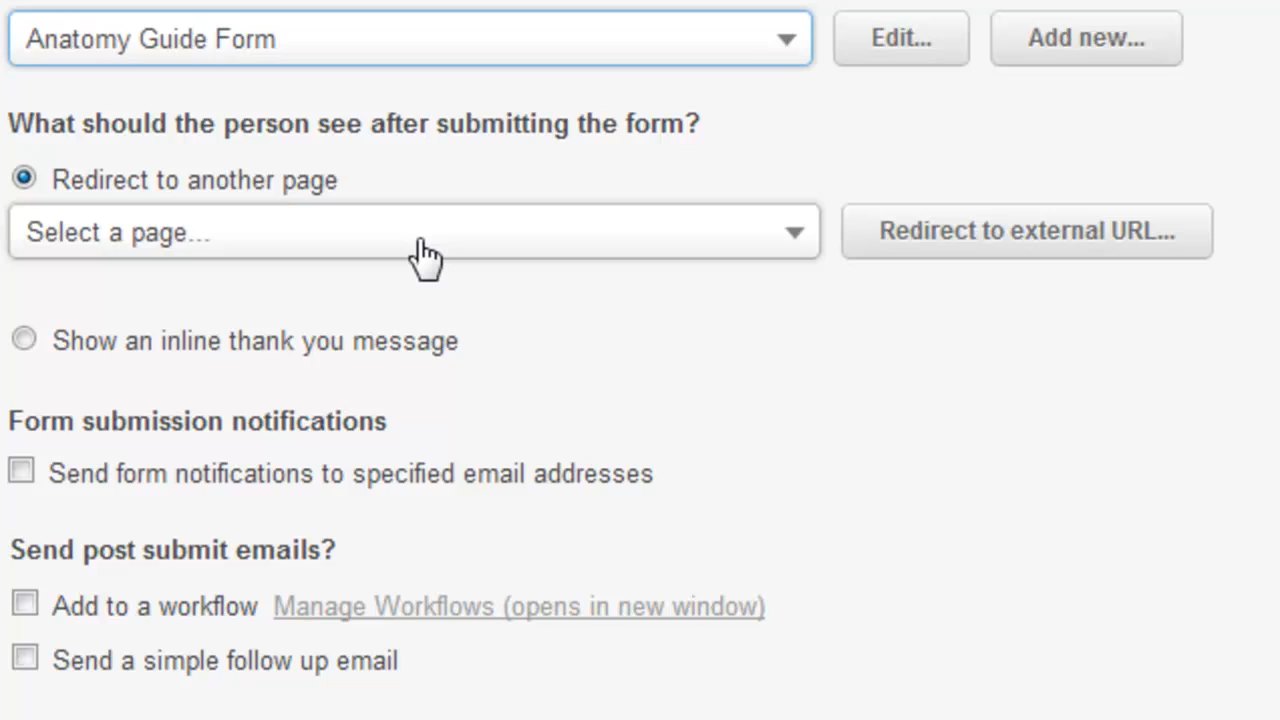 Anatomy Guide Form
Edit...
Add new...
What should the person see after submitting the form?
Redirect to another page
Select a page...
Redirect to external URL...
Show an inline thank you message
Form submission notifications
Send form notifications to specified email addresses
Send post submit emails?
Add to a workflow Manage Workflows (opens in new window)
Send a simple follow up email